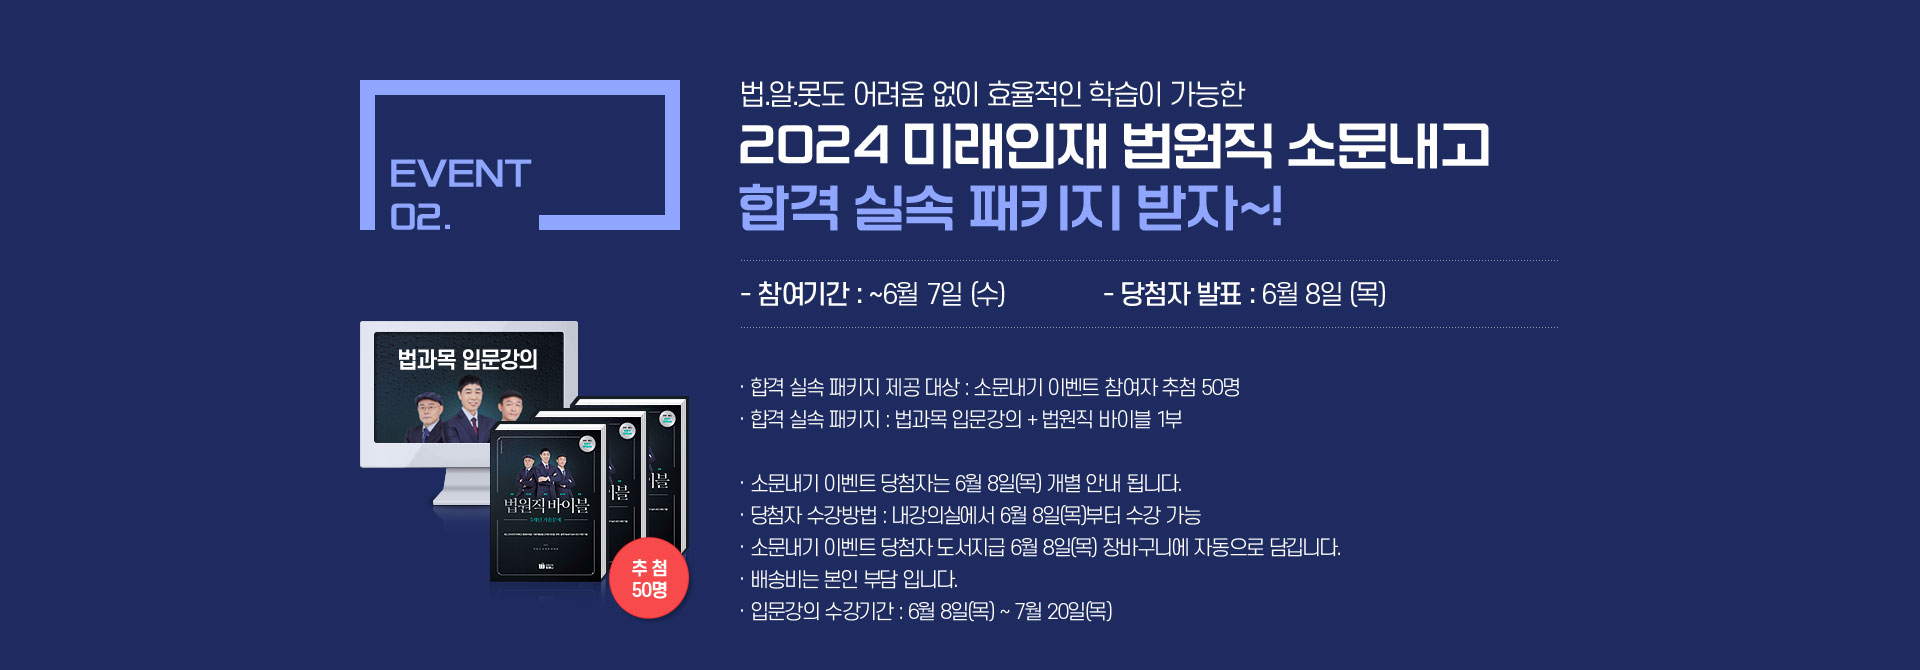 EVENT
02.
법.알.못도 어려움 없이 효율적인 학습이 가능한
2024 미래인재 법원직 소문내고
합격 실속 패키지 받자~!
- 참여기간 : ~6월 7일 (수)
- 당첨자 발표 : 6월 8일 (목)
법과목 입문강의
법원직 바이블
이블
이블
추 첨
50명
· 합격 실속 패키지 제공 대상 : 소문내기 이벤트 참여자 추첨 50명
· 합격 실속 패키지 : 법과목 입문강의 + 법원직 바이블 1부
· 소문내기 이벤트 당첨자는 6월 8일(목) 개별 안내 됩니다.
· 당첨자 수강방법 : 내강의실에서 6월 8일(목)부터 수강 가능
· 소문내기 이벤트 당첨자 도서지급 6월 8일(목) 장바구니에 자동으로 담깁니다.
· 배송비는 본인 부담 입니다.
· 입문강의 수강기간 : 6월 8일(목) ~ 7월 20일(목)